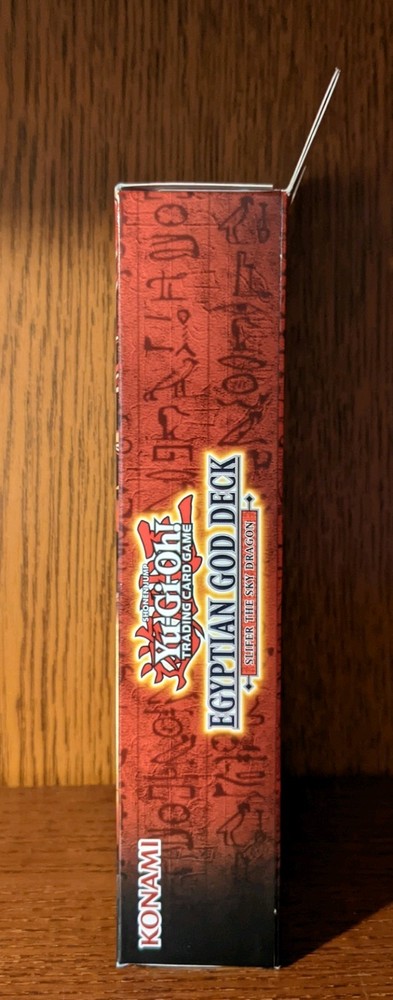 SHONEN JUMP
Yu-Gi-Oh!
TRADING CARD GAME
EGYPTIAN GOD DECK
SLIFER THE SKY DRAGON
KONAMI